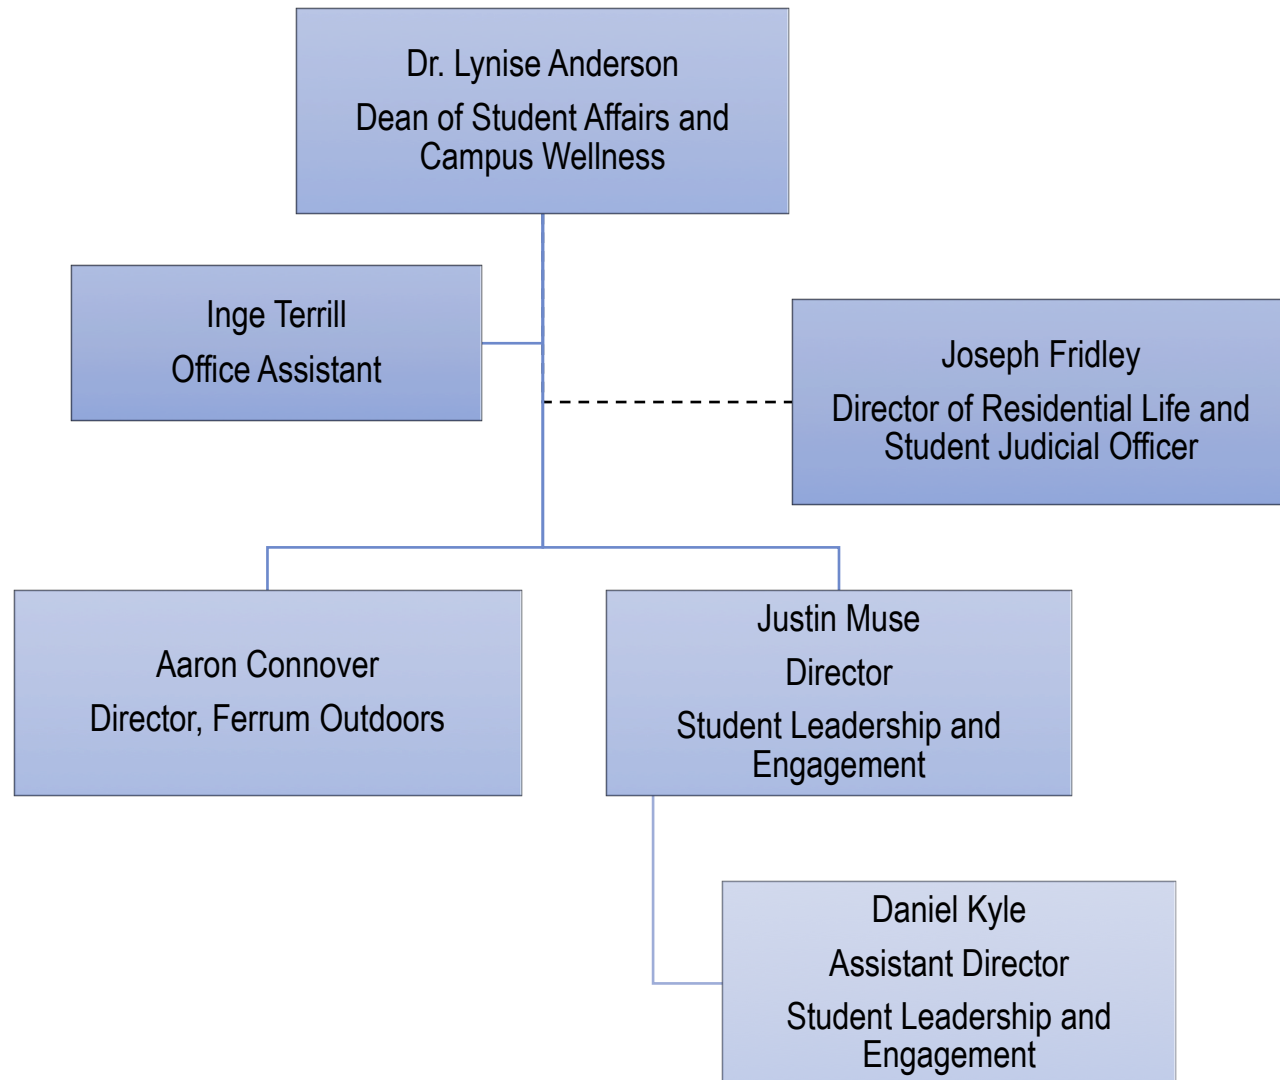 Dr. Lynise Anderson
Dean of Student Affairs and
Campus Wellness
Inge Terrill
Office Assistant
Joseph Fridley
Director of Residential Life and
Student Judicial Officer
Aaron Connover
Director, Ferrum Outdoors
Justin Muse
Director
Student Leadership and
Engagement
Daniel Kyle
Assistant Director
Student Leadership and
Engagement